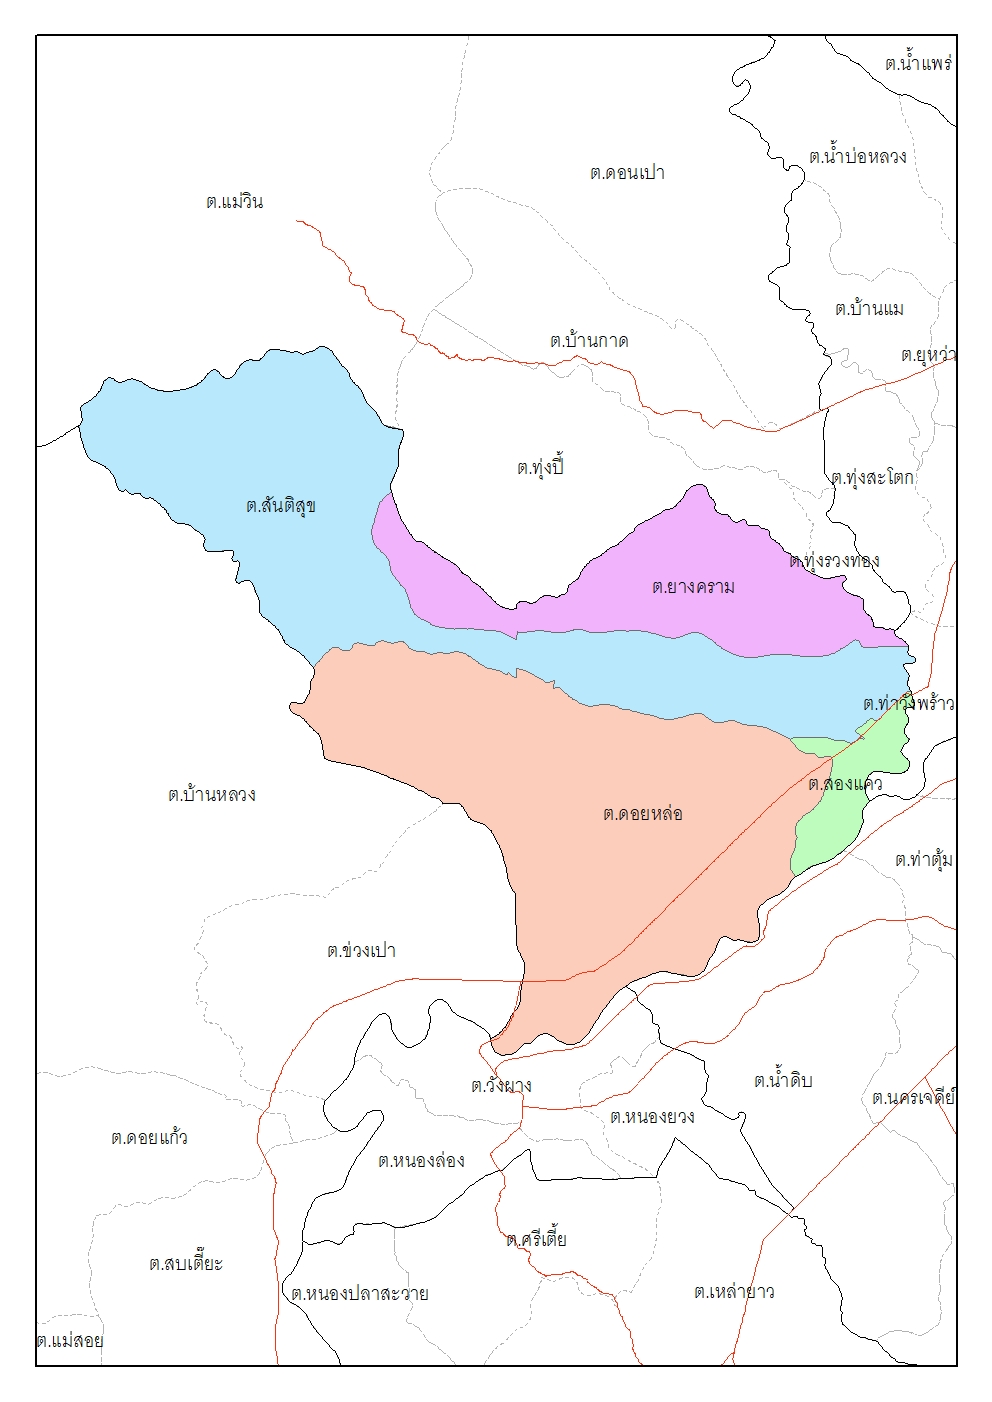 ต.น้ำแพร่
ต.น้ำบ่อหลวง
ต.ดอนเปา
ต.แม่วิน
ต.บ้านแม
ต.บ้านกาด
ต.ยุหว่า
ต.ทุ่งปี้
ต.ทุ่งสะโตก
ต.สันติสุข
ต.ทุ่งรวงทอง
ต.ยางคราม
ต.ท่าวังพร้าว
ต.สองแคว
ต.บ้านหลวง
ต.ดอยหล่อ
ต.ท่าตุ้ม
ต.ข่วงเปา
ต.น้ำดิบ
ต.วังผาง
ต.นครเจดีย์
ต.หนองยวง
ต.ดอยแก้ว
ต.หนองล่อง
ต.ศรีเตี้ย
ต.สบเตี๊ยะ
ต.หนองปลาสะวาย
ต.เหล่ายาว
ต.แม่สอย